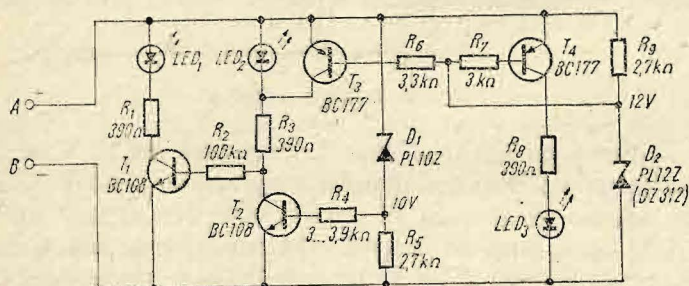 A
B
LED₁
R₁
390Ω
T₁
BC108
LED₂
R₂
100kΩ
R₃
390Ω
T₂
BC108
T₃
BC177
R₄
3...3,9kΩ
D₁
PL10Z
10V
R₅
2,7kΩ
R₆
3,3kΩ
R₇
3kΩ
T₄
BC177
R₈
390Ω
LED₃
R₉
2,7kΩ
12V
D₂
PL12Z
(DZ312)